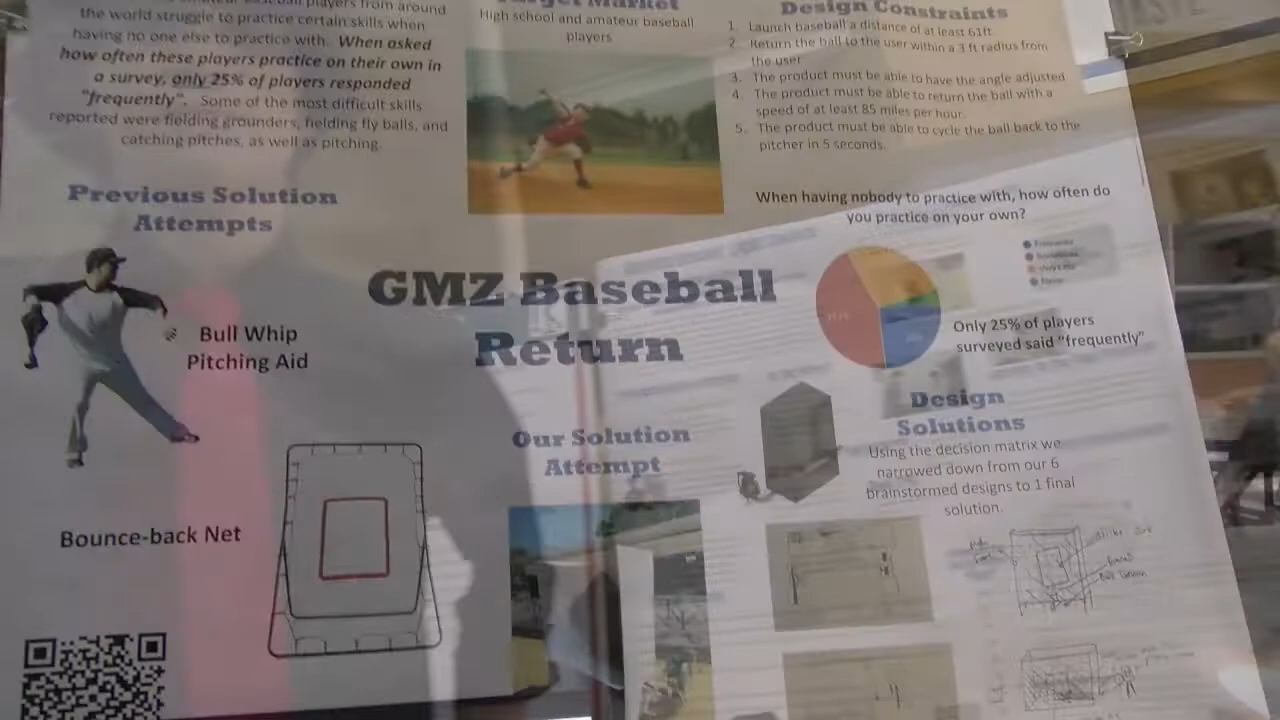 baseball players from around
the world struggle to practice certain skills when
having no one else to practice with. When asked
how often these players practice on their own in
a survey, only 25% of players responded
"frequently". Some of the most difficult skills
reported were fielding grounders, fielding fly balls, and
catching pitches, as well as pitching.
Previous Solution
Attempts
Bull Whip
Pitching Aid
Bounce-back Net
Market
High school and amateur baseball
players
GMZ Baseball
Return
Our Solution
Attempt
Design Constraints
1. Launch baseball a distance of at least 61ft.
2. Return the ball to the user within a 3 ft radius from
the user
3. The product must be able to have the angle adjusted
4. The product must be able to return the ball with a
speed of at least 85 miles per hour.
5. The product must be able to cycle the ball back to the
pitcher in 5 seconds.
When having nobody to practice with, how often do
you practice on your own?
Only 25% of players
surveyed said "frequently"
Design
Solutions
Using the decision matrix we
narrowed down from our 6
brainstormed designs to 1 final
solution.